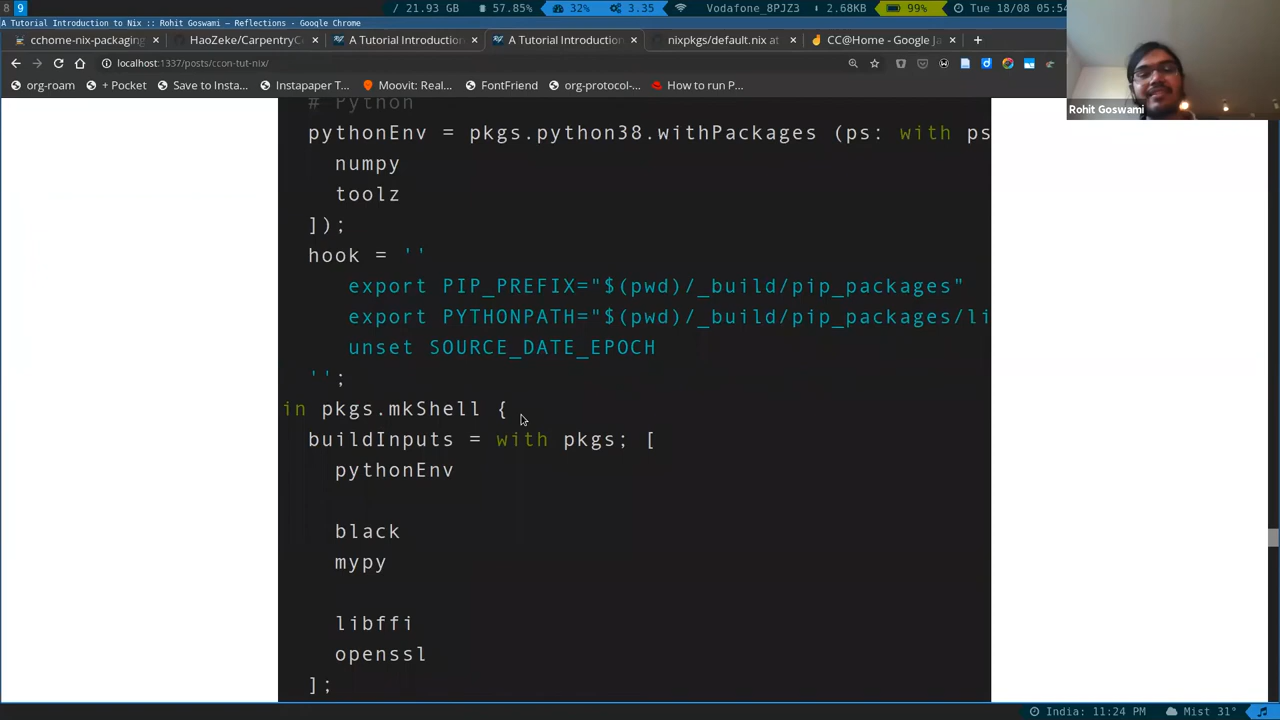 8 9 / 21.93 GB 57.85% 32% 3.35 Vodafone_8PJZ3 2.68KB 99% Tue 18/08 05:54
A Tutorial Introduction to Nix :: Rohit Goswami — Reflections - Google Chrome
cchome-nix-packaging × HaoZeke/CarpentryC × A Tutorial Introduction × A Tutorial Introduction × nixpkgs/default.nix at × CC@Home - Google Ja × +
localhost:1337/posts/ccon-tut-nix/
org-roam + Pocket Save to Insta... Instapaper T... Moovit: Real... FontFriend org-protocol-... How to run P...
Rohit Goswami
# Python
pythonEnv = pkgs.python38.withPackages (ps: with ps
numpy
toolz
]);
hook = ''
export PIP_PREFIX="$(pwd)/_build/pip_packages"
export PYTHONPATH="$(pwd)/_build/pip_packages/li
unset SOURCE_DATE_EPOCH
'';
in pkgs.mkShell {
buildInputs = with pkgs; [
pythonEnv
black
mypy
libffi
openssl
];
India: 11:24 PM Mist 31°